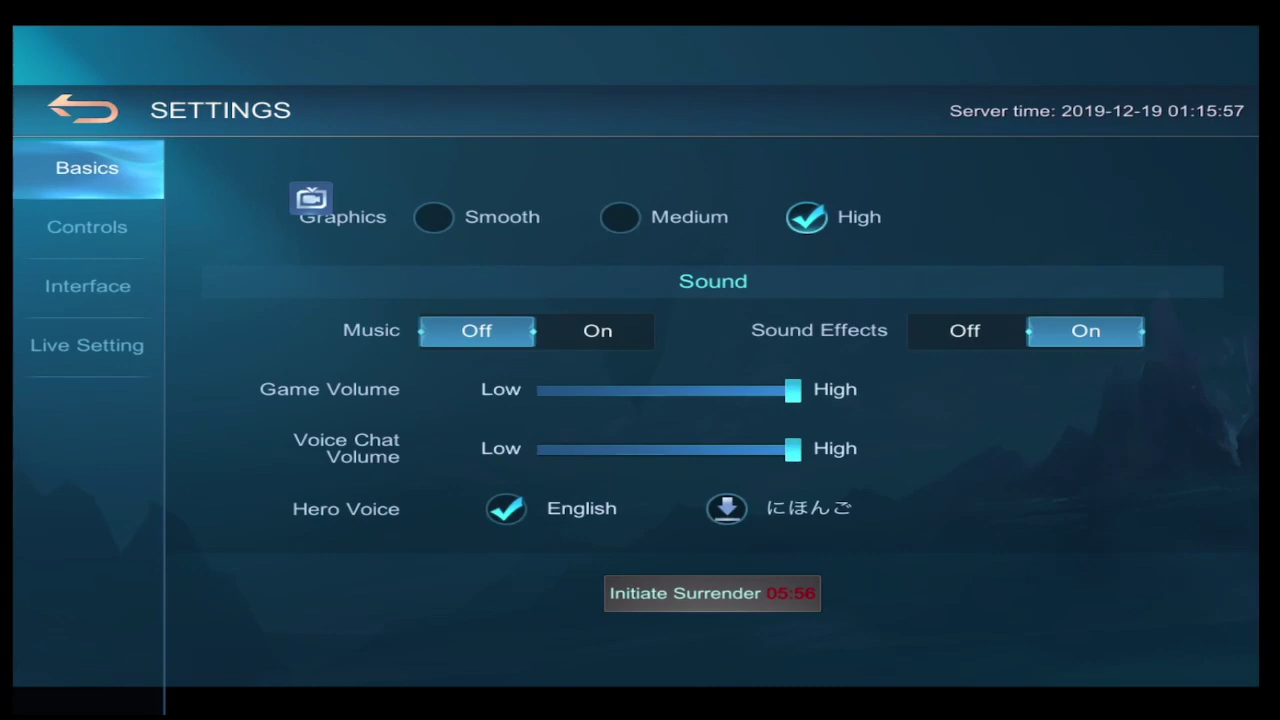 SETTINGS
Server time: 2019-12-19 01:15:57
Basics
Controls
Interface
Live Setting
Graphics Smooth Medium High
Sound
Music Off On Sound Effects Off On
Game Volume Low High
Voice Chat
Volume Low High
Hero Voice English にほんご
Initiate Surrender 05:56